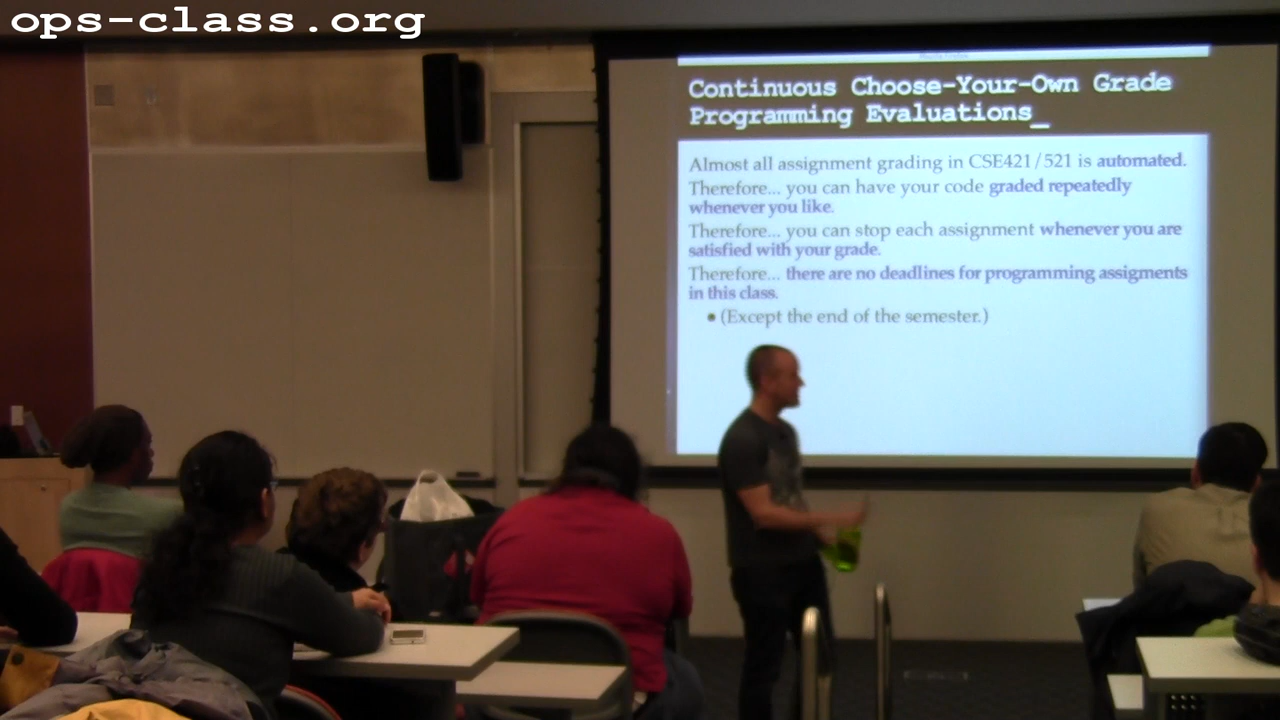 ops-class.org
Continuous Choose-Your-Own Grade
Programming Evaluations_
Almost all assignment grading in CSE421/521 is automated.
Therefore... you can have your code graded repeatedly
whenever you like.
Therefore... you can stop each assignment whenever you are
satisfied with your grade.
Therefore... there are no deadlines for programming assigments
in this class.
• (Except the end of the semester.)